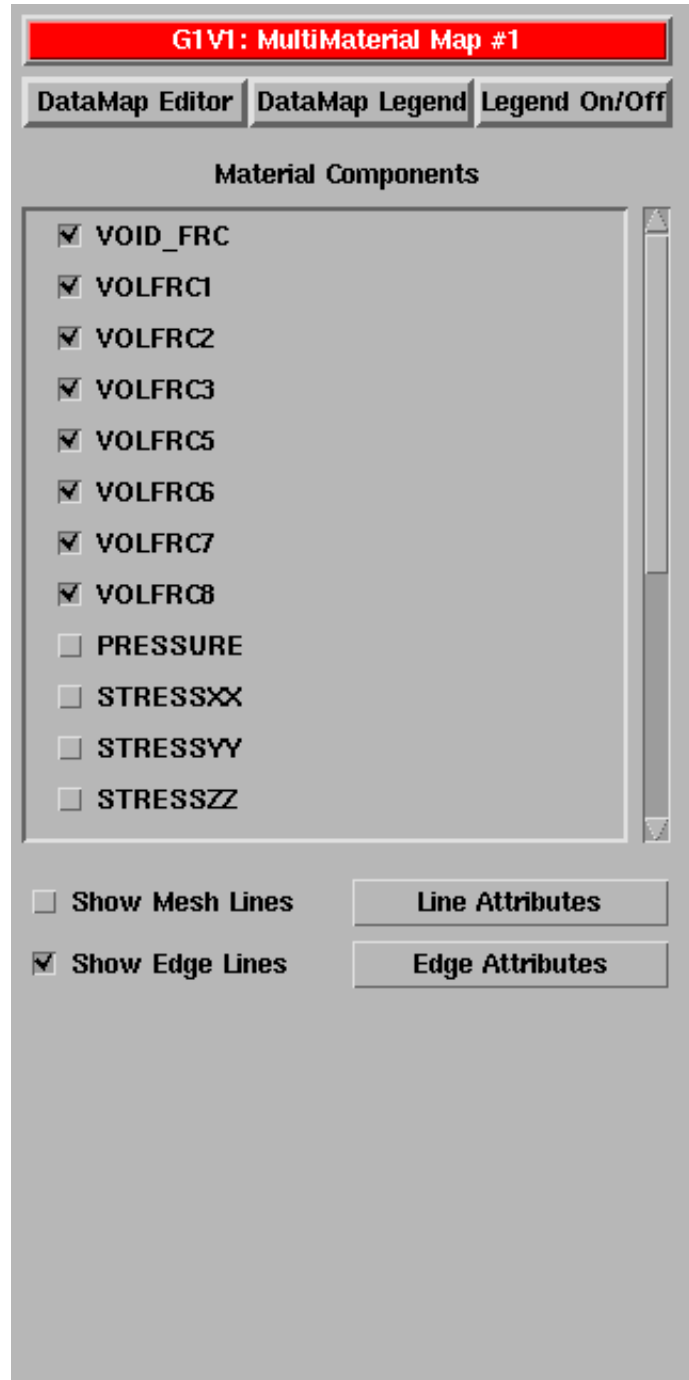 G1V1: MultiMaterial Map #1
DataMap Editor DataMap Legend Legend On/Off
Material Components
VOID_FRC
VOLFRC1
VOLFRC2
VOLFRC3
VOLFRC5
VOLFRC6
VOLFRC7
VOLFRC8
PRESSURE
STRESSXX
STRESSYY
STRESSZZ
Show Mesh Lines Line Attributes
Show Edge Lines Edge Attributes